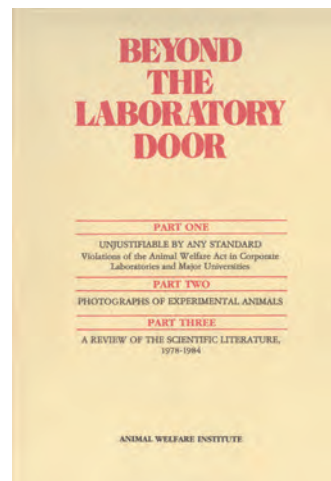 BEYOND
THE
LABORATORY
DOOR
PART ONE
UNJUSTIFIABLE BY ANY STANDARD
Violations of the Animal Welfare Act in Corporate
Laboratories and Major Universities
PART TWO
PHOTOGRAPHS OF EXPERIMENTAL ANIMALS
PART THREE
A REVIEW OF THE SCIENTIFIC LITERATURE,
1978-1984
ANIMAL WELFARE INSTITUTE